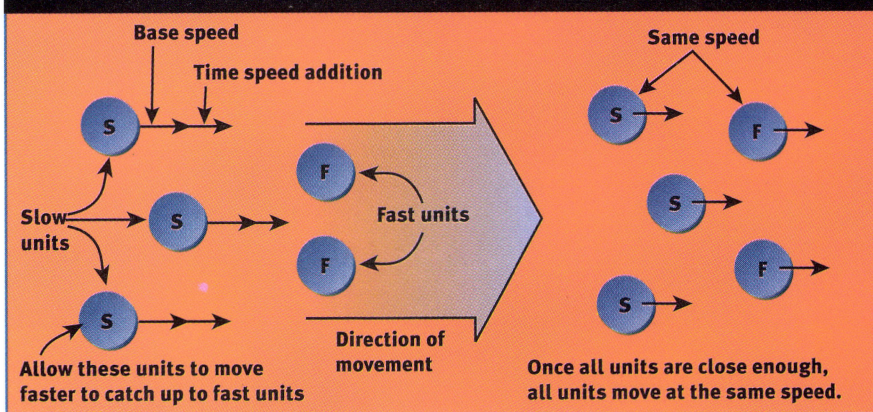 Base speed
Time speed addition
S
Slow
units
S
S
Allow these units to move
faster to catch up to fast units
F
Fast units
F
Direction of
movement
Same speed
S
F
S
F
S
Once all units are close enough,
all units move at the same speed.